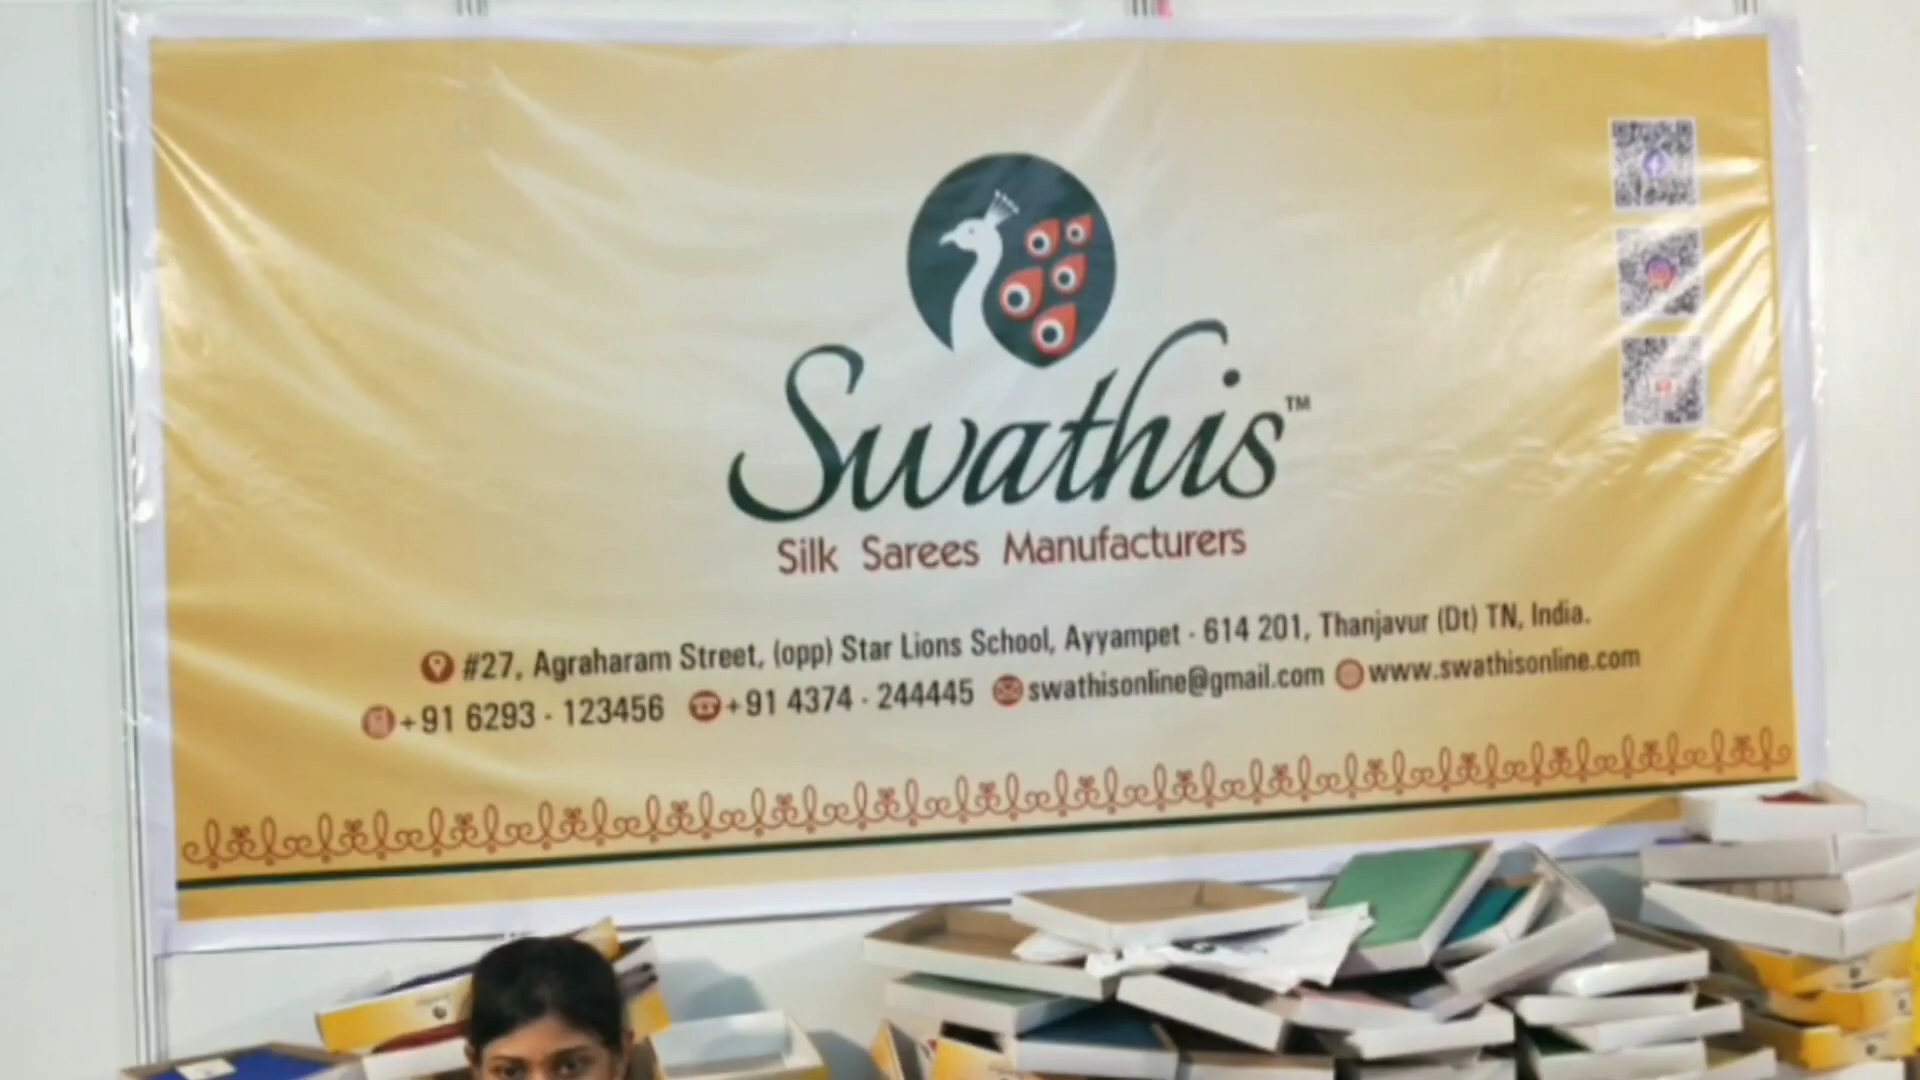 Swathis™
Silk Sarees Manufacturers
#27, Agraharam Street, (opp) Star Lions School, Ayyampet - 614 201, Thanjavur (Dt) TN, India.
+91 6293 - 123456 +91 4374 - 244445 swathisonline@gmail.com www.swathisonline.com